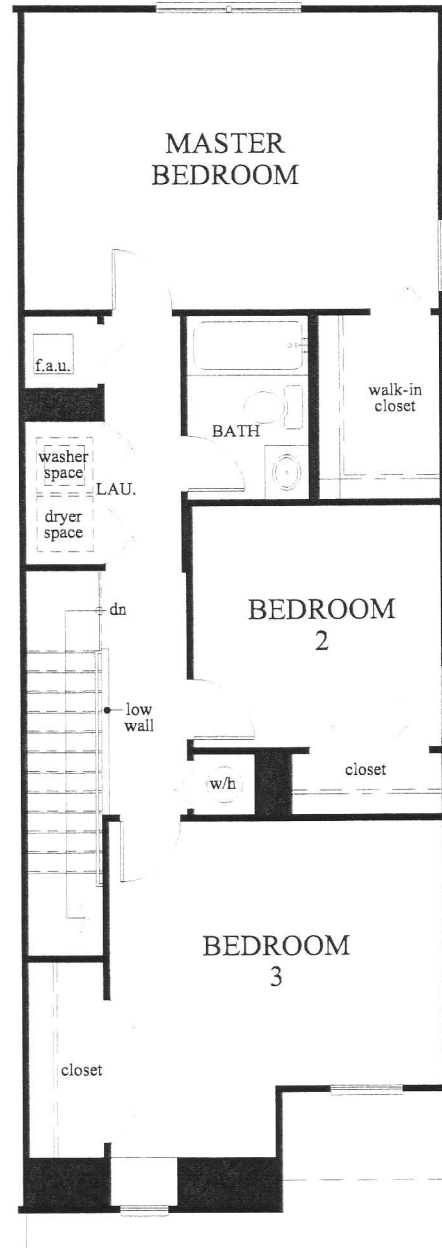 MASTER
BEDROOM
f.a.u.
walk-in
closet
BATH
washer
space
LAU.
dryer
space
dn
BEDROOM
2
low
wall
w/h
closet
BEDROOM
3
closet